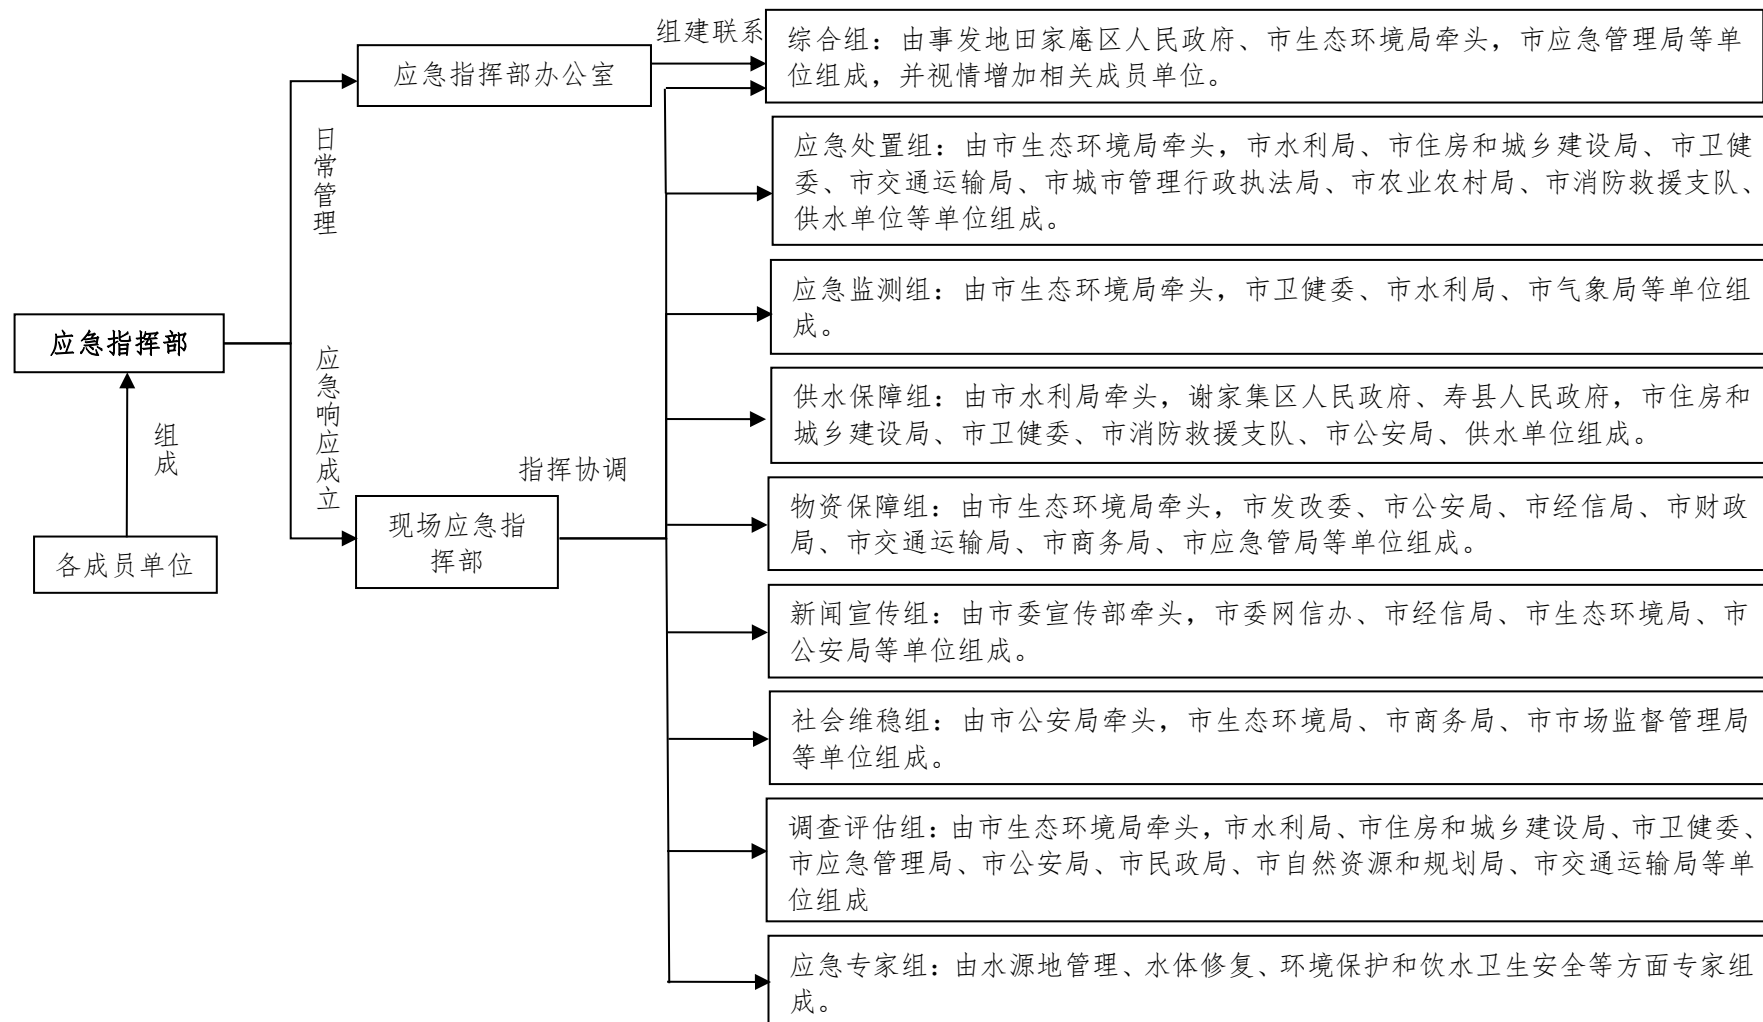 组建联系
应急指挥部办公室
综合组：由事发地田家庵区人民政府、市生态环境局牵头，市应急管理局等单
位组成，并视情增加相关成员单位。
日常管理
应急处置组：由市生态环境局牵头，市水利局、市住房和城乡建设局、市卫健
委、市交通运输局、市城市管理行政执法局、市农业农村局、市消防救援支队、
供水单位等单位组成。
应急监测组：由市生态环境局牵头，市卫健委、市水利局、市气象局等单位组
成。
应急指挥部
应急响应成立
供水保障组：由市水利局牵头，谢家集区人民政府、寿县人民政府，市住房和
城乡建设局、市卫健委、市消防救援支队、市公安局、供水单位组成。
组成
指挥协调
现场应急指
挥部
各成员单位
物资保障组：由市生态环境局牵头，市发改委、市公安局、市经信局、市财政
局、市交通运输局、市商务局、市应急管局等单位组成。
新闻宣传组：由市委宣传部牵头，市委网信办、市经信局、市生态环境局、市
公安局等单位组成。
社会维稳组：由市公安局牵头，市生态环境局、市商务局、市市场监督管理局
等单位组成。
调查评估组：由市生态环境局牵头，市水利局、市住房和城乡建设局、市卫健委、
市应急管理局、市公安局、市民政局、市自然资源和规划局、市交通运输局等单
位组成
应急专家组：由水源地管理、水体修复、环境保护和饮水卫生安全等方面专家组
成。